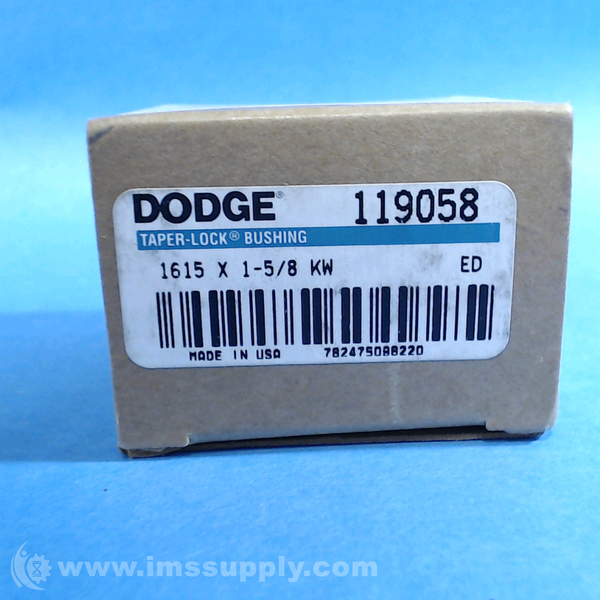 DODGE® 119058
TAPER-LOCK® BUSHING
1615 X 1-5/8 KW ED
MADE IN USA 782475088220
www.imssupply.com